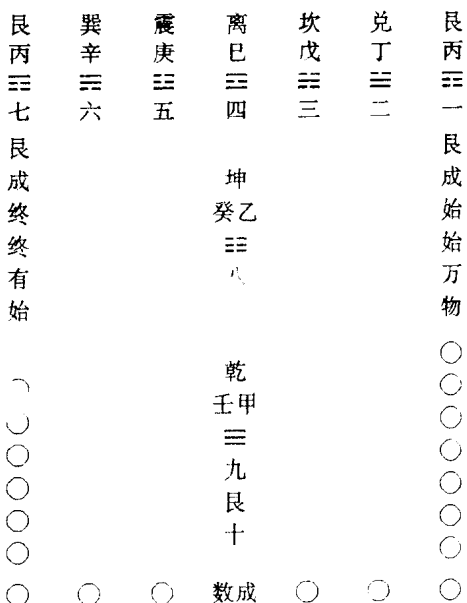 艮丙☶一艮成始始万物○○○○○○○○
兑丁☱二○
坎戊☵三○
离巳☲四坤乙癸☷八乾甲壬☰九艮十成数
震庚☳五○
巽辛☴六○
艮丙☶七艮成终终有始○○○○○○○